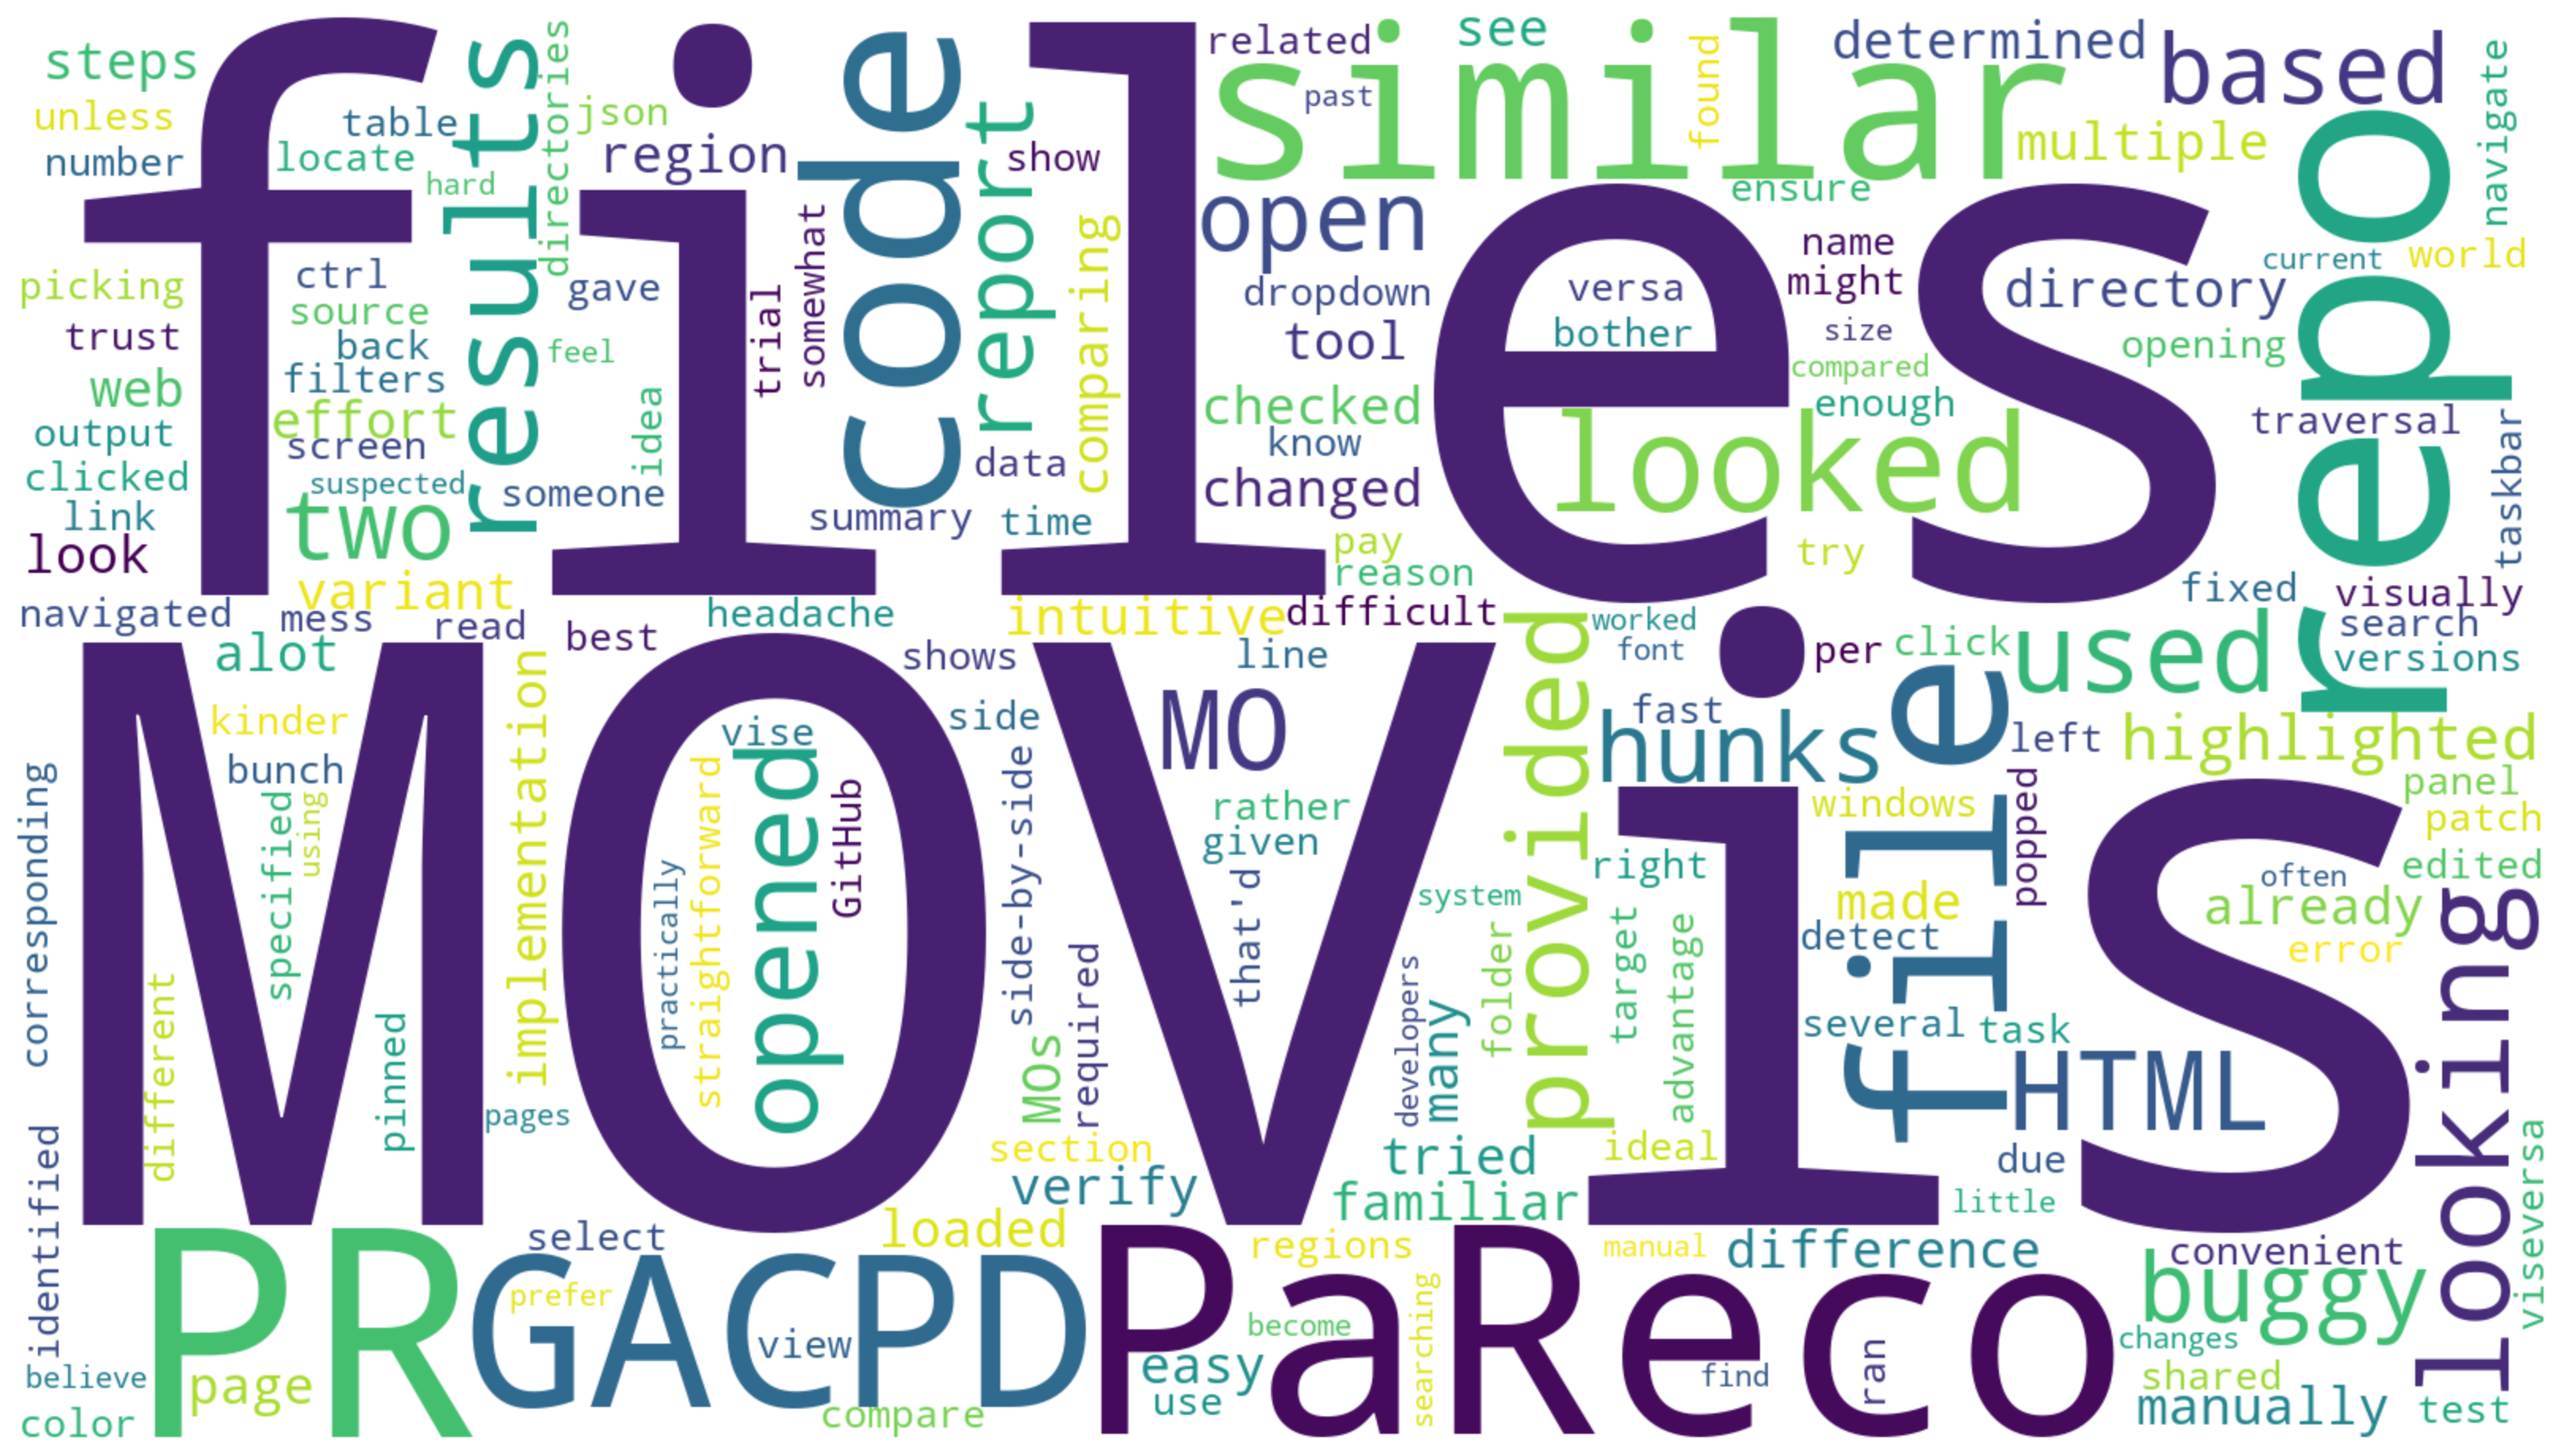 files
MOVis
similar
repo
code
results
report
based
open
looked
provided
opened
file
hunks
used
HTML
looking
PR
GACPD
PaReco
buggy
MO
steps
unless
number
table
locate
hard
directories
json
region
show
related
past
see
found
determined
multiple
ensure
navigate
picking
trust
web
output
clicked
link
look
ctrl
source
back
filters
effort
screen
suspected
two
variant
gave
feel
idea
someone
trial
somewhat
summary
data
time
comparing
dropdown
tool
checked
know
changed
pay
reason
difficult
versa
bother
name
might
size
compared
enough
try
directory
current
world
opening
traversal
taskbar
fixed
visually
search
versions
navigated
mess
read
best
headache
intuitive
shows
line
worked
font
per
click
alot
kinder
bunch
specified
using
implementation
vise
straightforward
practically
GitHub
side
side-by-side
rather
given
that'd
system
fast
left
highlighted
panel
patch
edited
often
already
error
windows
popped
right
made
detect
several
task
target
advantage
folder
many
developers
MOs
required
corresponding
different
pinned
pages
identified
section
verify
tried
familiar
ideal
due
little
viseversa
convenient
select
prefer
loaded
regions
manual
difference
view
become
searching
easy
use
find
ran
changes
shared
manually
test
believe
color
page
compare